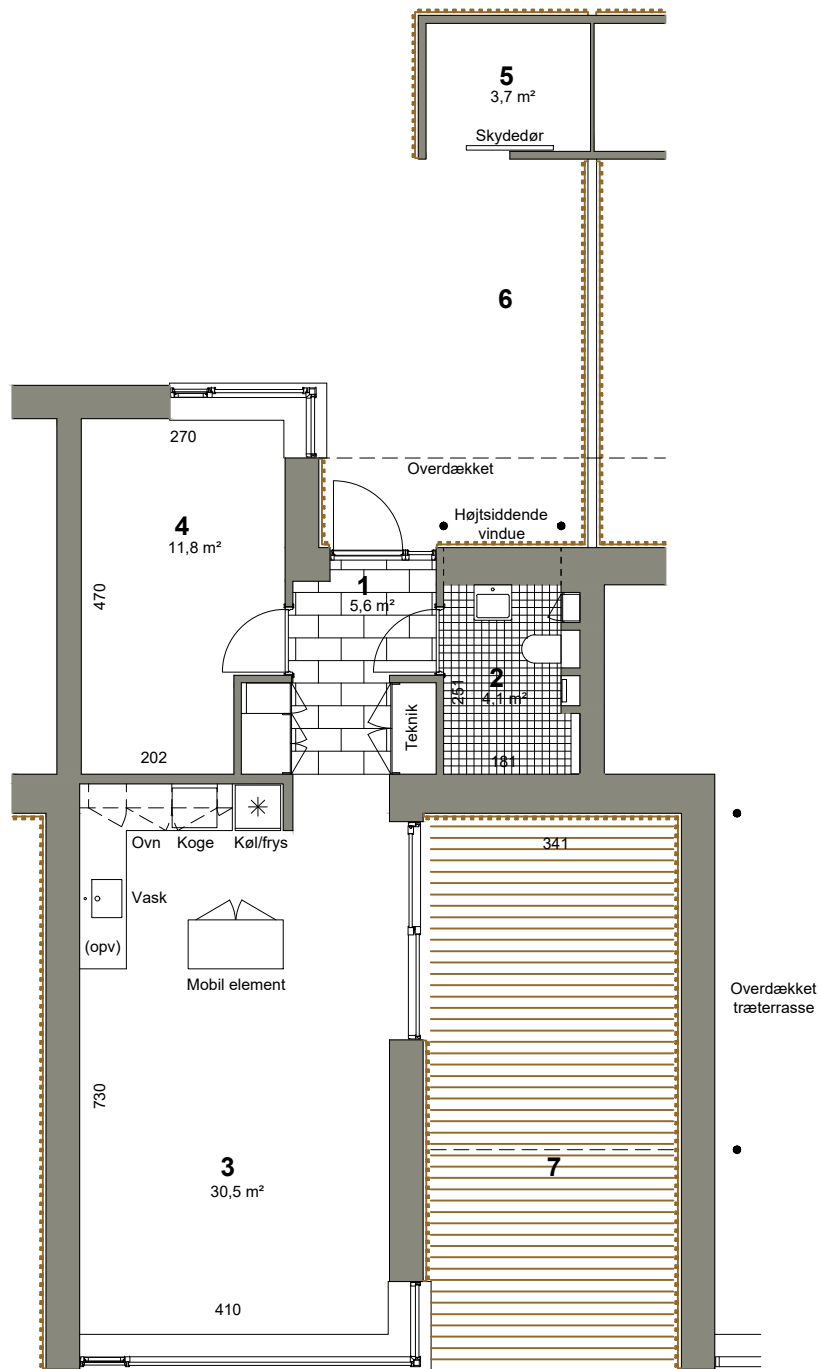 5
3,7 m²
Skydedør
6
270
Overdækket
4
11,8 m²
Højtsiddende
vindue
470
1
5,6 m²
2
4,1 m²
251
Teknik
202
181
Ovn
Koge
Køl/frys
341
Vask
(opv)
Mobil element
Overdækket
træterrasse
730
3
30,5 m²
7
410